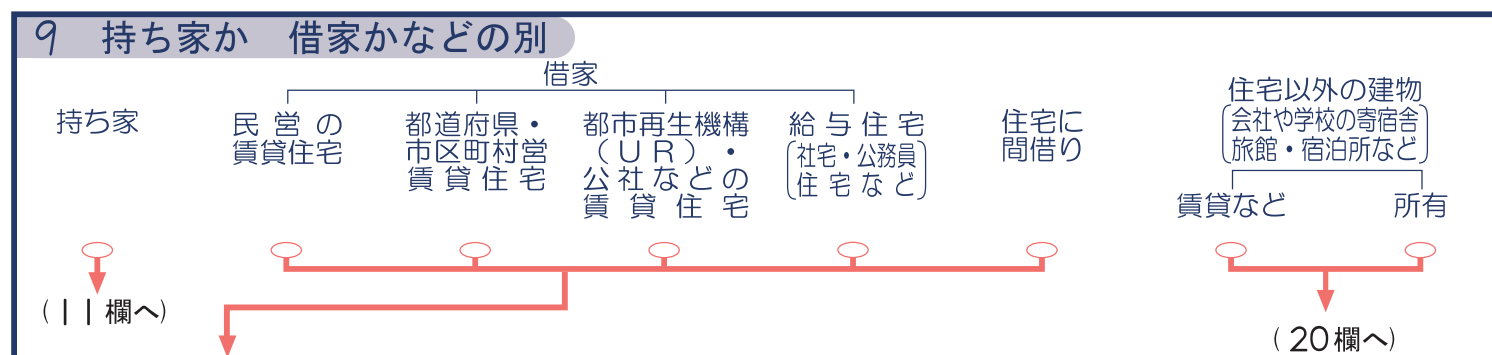 9 持ち家か 借家かなどの別
借家
持ち家
民営の
賃貸住宅
都道府県・
市区町村営
賃貸住宅
都市再生機構
（ＵＲ）・
公社などの
賃貸住宅
給与住宅
(社宅・公務員
住宅など)
住宅に
間借り
住宅以外の建物
(会社や学校の寄宿舎
旅館・宿泊所など)
賃貸など
所有
(11欄へ)
(20欄へ)